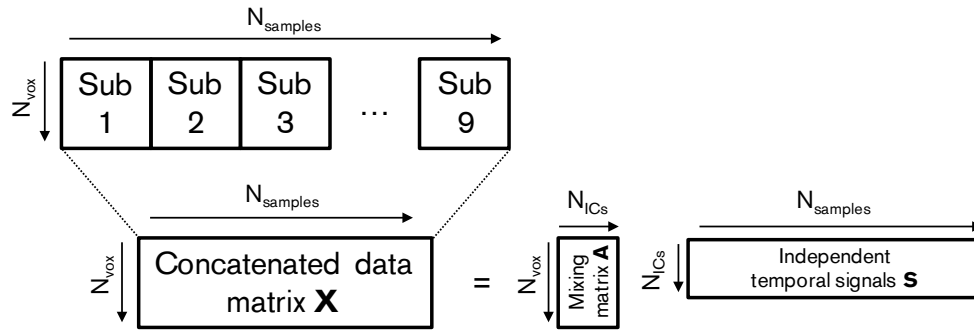 N_samples
N_vox
Sub 1
Sub 2
Sub 3
...
Sub 9
N_samples
N_vox
Concatenated data
matrix X
=
N_ICs
N_vox
Mixing
matrix A
N_samples
N_ICs
Independent
temporal signals S